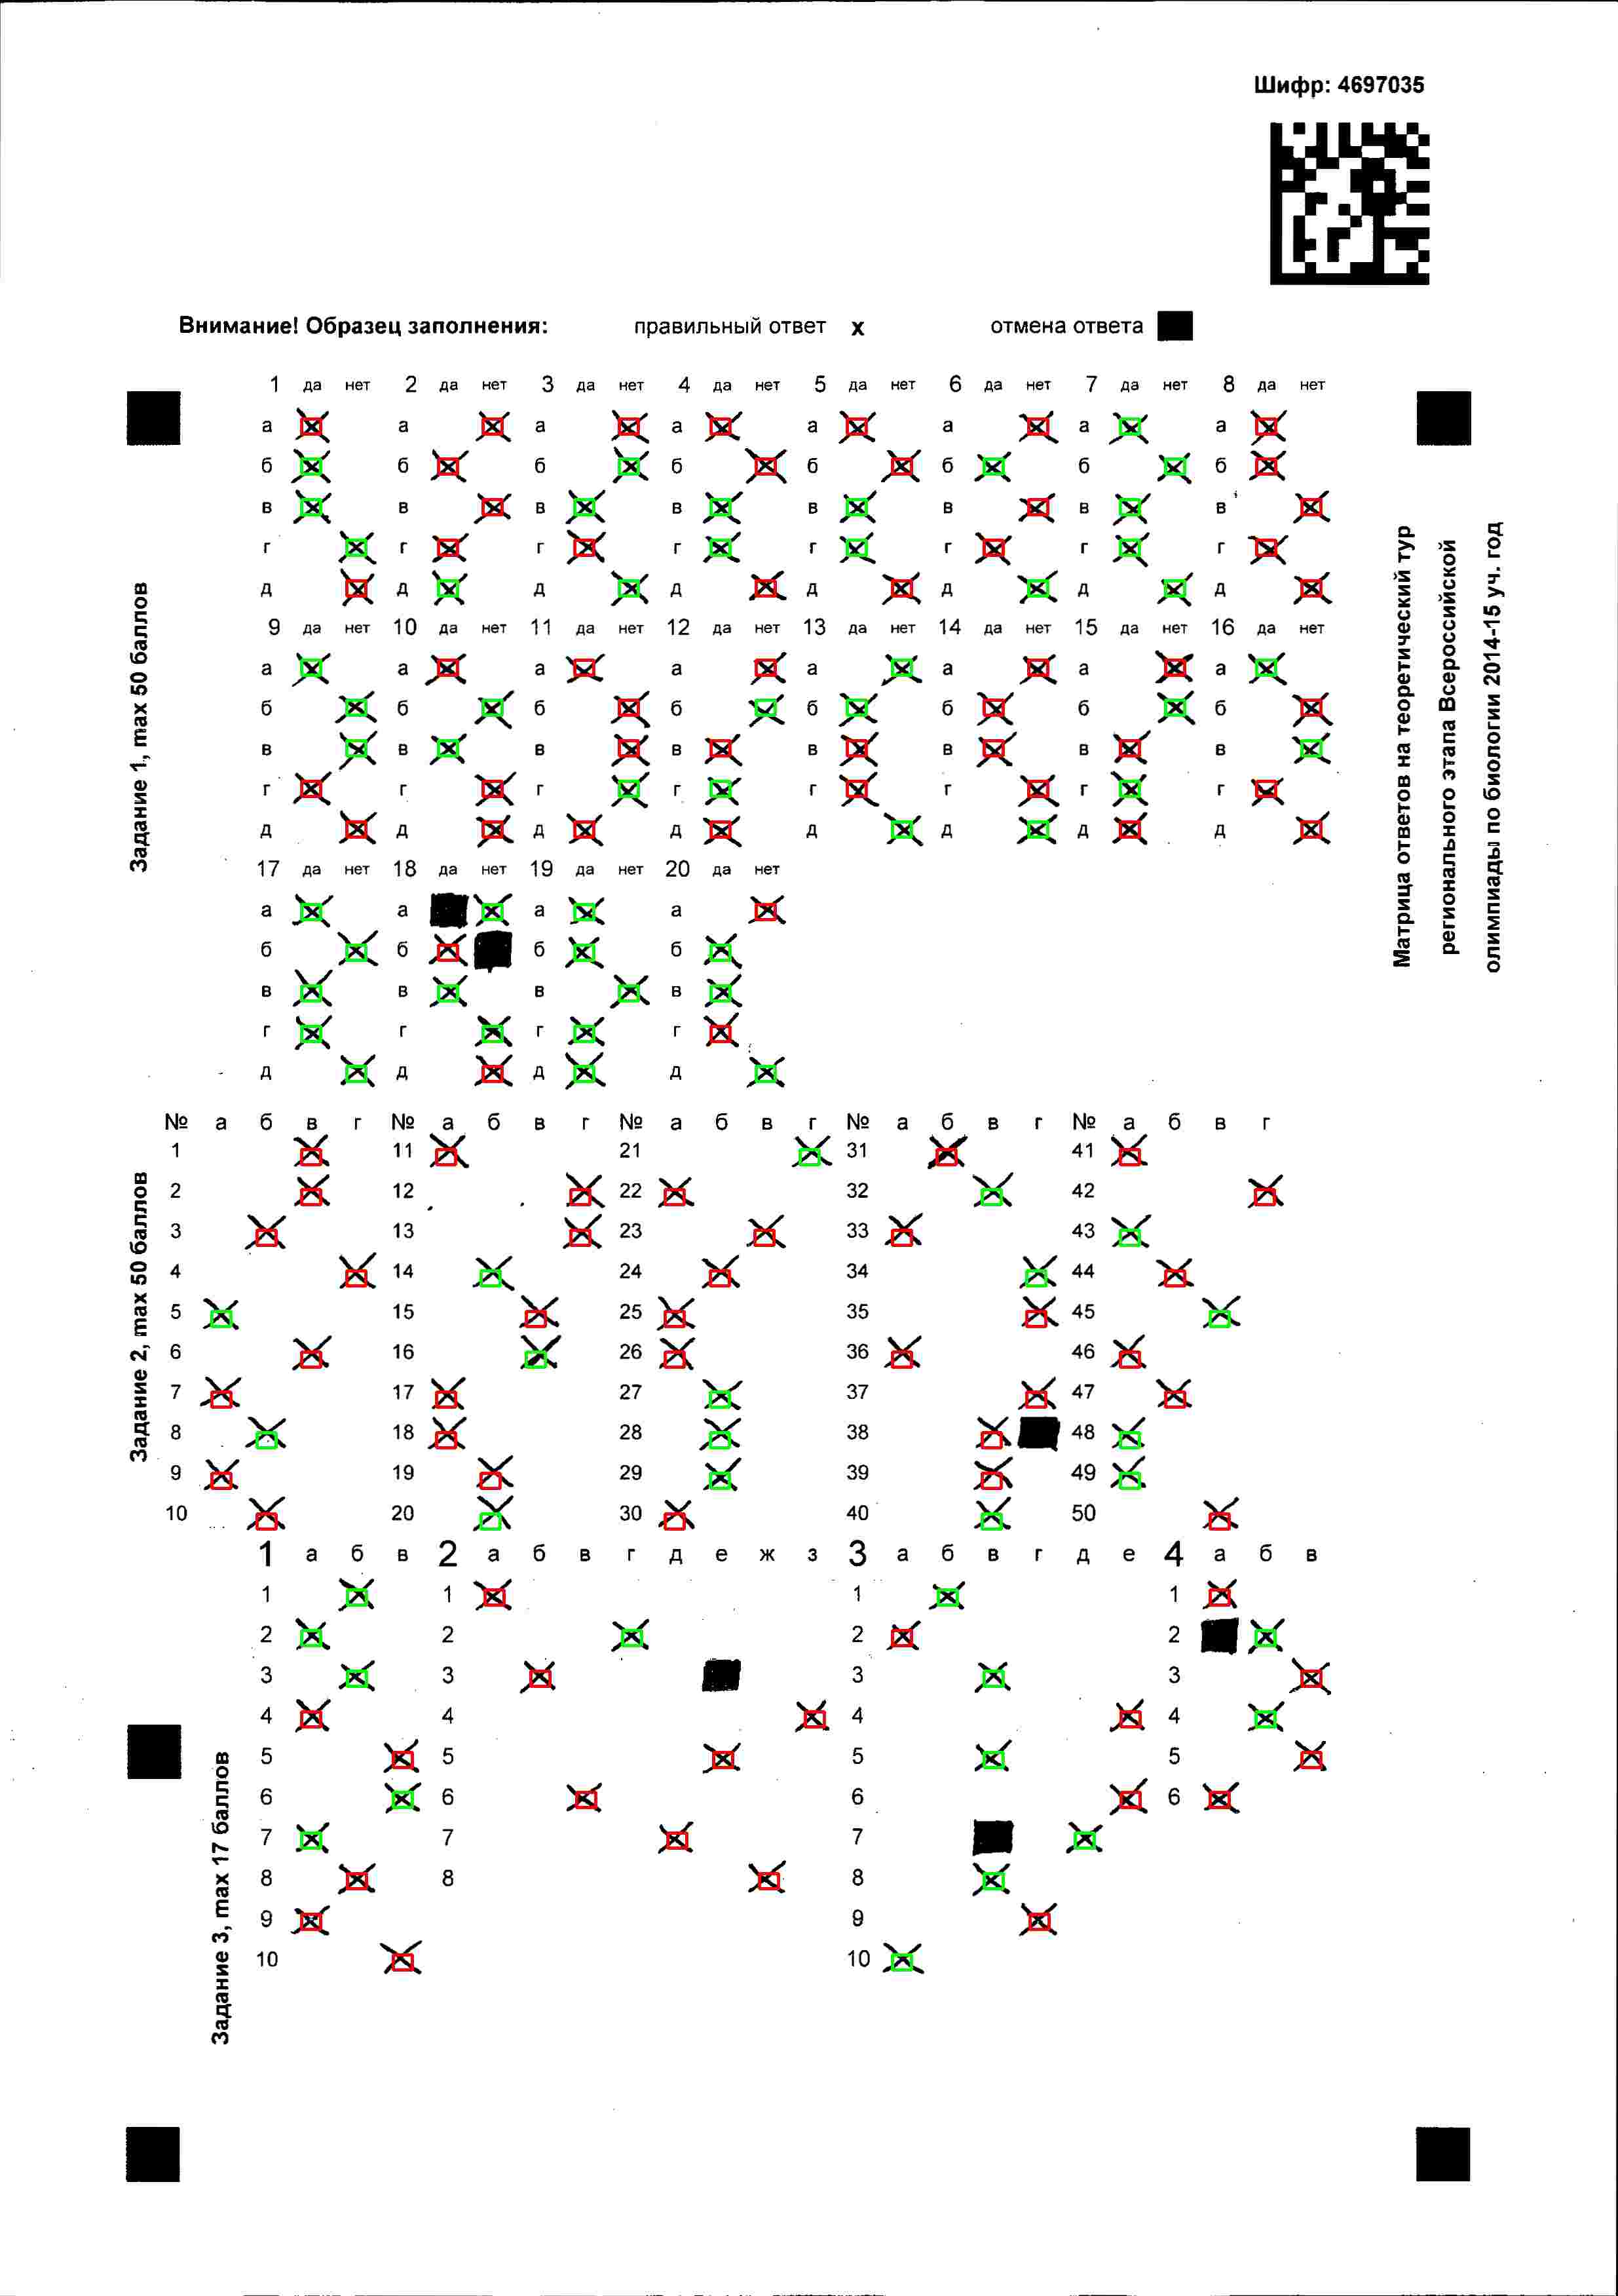 Шифр: 4697035
Внимание! Образец заполнения: правильный ответ х отмена ответа
Задание 1, max 50 баллов
1 да нет 2 да нет 3 да нет 4 да нет 5 да нет 6 да нет 7 да нет 8 да нет
а а а а а а а а
б б б б б б б б
в в в в в в в в
г г г г г г г г
д д д д д д д д
9 да нет 10 да нет 11 да нет 12 да нет 13 да нет 14 да нет 15 да нет 16 да нет
а а а а а а а а
б б б б б б б б
в в в в в в в в
г г г г г г г г
д д д д д д д д
17 да нет 18 да нет 19 да нет 20 да нет
а а а а
б б б б
в в в в
г г г г
д д д д
Матрица ответов на теоретический тур
регионального этапа Всероссийской
олимпиады по биологии 2014-15 уч. год
Задание 2, max 50 баллов
№ а б в г № а б в г № а б в г № а б в г № а б в г
1 11 21 31 41
2 12 22 32 42
3 13 23 33 43
4 14 24 34 44
5 15 25 35 45
6 16 26 36 46
7 17 27 37 47
8 18 28 38 48
9 19 29 39 49
10 20 30 40 50
Задание 3, max 17 баллов
1 а б в 2 а б в г д е ж з 3 а б в г д е 4 а б в
1 1 1 1
2 2 2 2
3 3 3 3
4 4 4 4
5 5 5 5
6 6 6 6
7 7 7
8 8 8
9 9
10 10